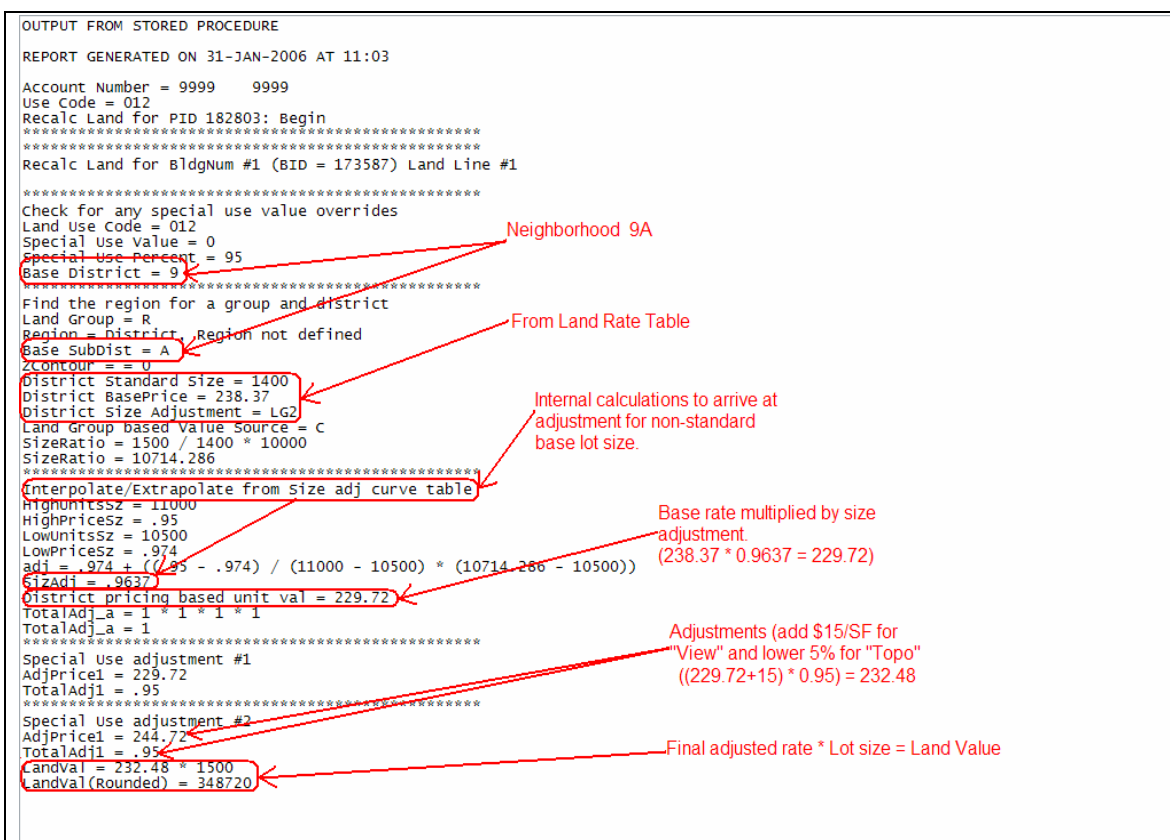 OUTPUT FROM STORED PROCEDURE
REPORT GENERATED ON 31-JAN-2006 AT 11:03
Account Number = 9999    9999
Use Code = 012
Recalc Land for PID 182803: Begin
**************************************************
**************************************************
Recalc Land for BldgNum #1 (BID = 173587) Land Line #1
**************************************************
Check for any special use value overrides
Land Use Code = 012
Special Use Value = 0
Special Use Percent = 95
Base District = 9
Neighborhood 9A
**************************************************
Find the region for a group and district
Land Group = R
Region = District, Region not defined
Base SubDist = A
ZContour = = 0
District Standard Size = 1400
District BasePrice = 238.37
District Size Adjustment = LG2
From Land Rate Table
Land Group based Value Source = C
SizeRatio = 1500 / 1400 * 10000
SizeRatio = 10714.286
**************************************************
Interpolate/Extrapolate from Size adj curve table
Internal calculations to arrive at
adjustment for non-standard
base lot size.
HighUnitsSz = 11000
HighPriceSz = .95
LowUnitsSz = 10500
LowPriceSz = .974
adj = .974 + ((.95 - .974) / (11000 - 10500) * (10714.286 - 10500))
SizAdj = .9637
District pricing based unit val = 229.72
Base rate multiplied by size
adjustment.
(238.37 * 0.9637 = 229.72)
TotalAdj_a = 1 * 1 * 1 * 1
TotalAdj_a = 1
**************************************************
Special Use adjustment #1
AdjPrice1 = 229.72
TotalAdj1 = .95
**************************************************
Special Use adjustment #2
AdjPrice1 = 244.72
TotalAdj1 = .95
Adjustments (add $15/SF for
"View" and lower 5% for "Topo"
((229.72+15) * 0.95) = 232.48
LandVal = 232.48 * 1500
LandVal(Rounded) = 348720
Final adjusted rate * Lot size = Land Value